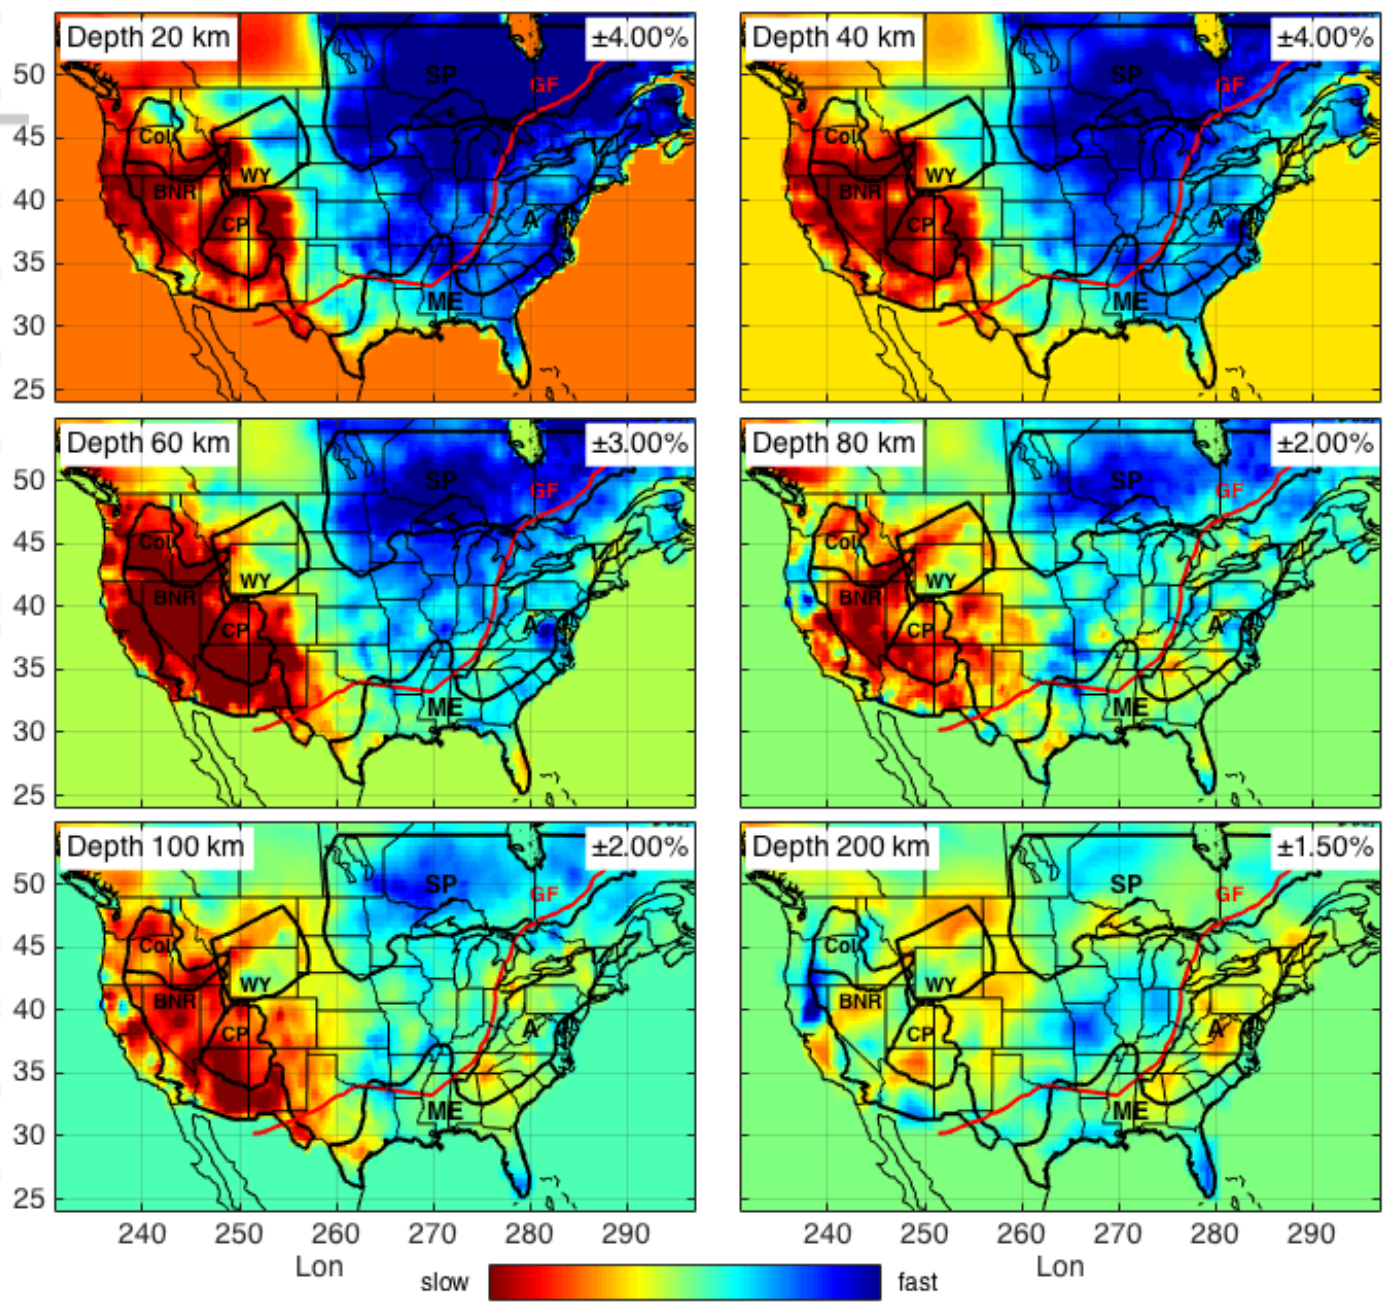 Depth 20 km ±4.00%
SP
GF
Col
WY
BNR
CP
A
ME
50
45
40
35
30
25
Depth 40 km ±4.00%
SP
GF
Col
WY
BNR
CP
A
ME
Depth 60 km ±3.00%
SP
GF
Col
WY
BNR
CP
A
ME
50
45
40
35
30
25
Depth 80 km ±2.00%
SP
GF
Col
WY
BNR
CP
A
ME
Depth 100 km ±2.00%
SP
GF
Col
WY
BNR
CP
A
ME
50
45
40
35
30
25
240 250 260 270 280 290
Lon
Depth 200 km ±1.50%
SP
GF
Col
WY
BNR
CP
A
ME
240 250 260 270 280 290
Lon
slow fast